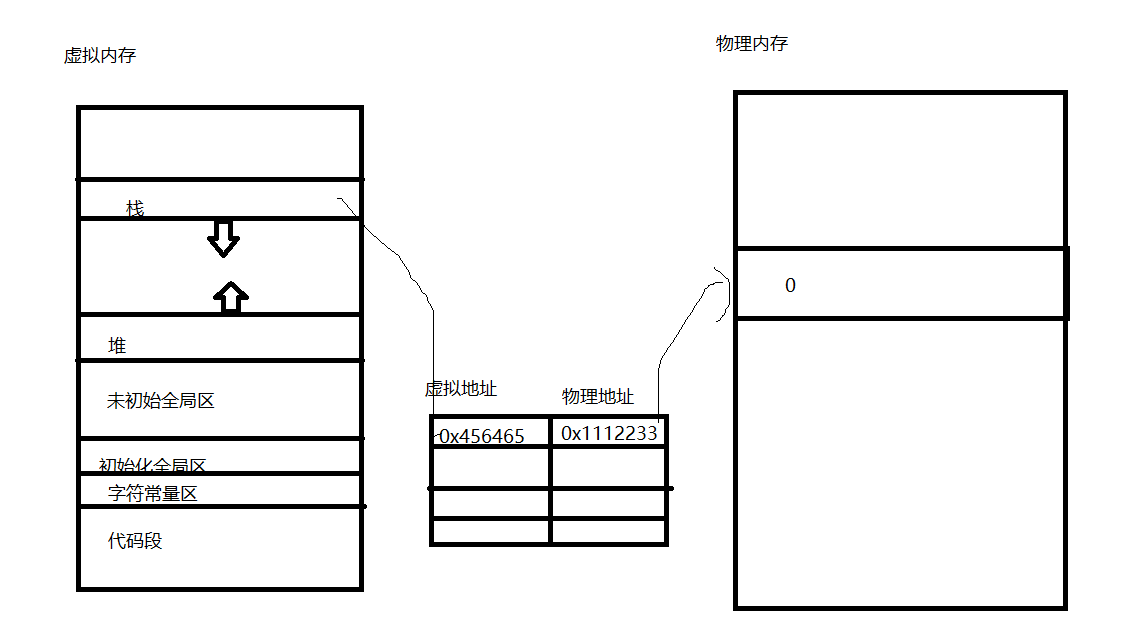 虚拟内存
物理内存
栈
堆
未初始全局区
初始化全局区
字符常量区
代码段
虚拟地址
物理地址
0x456465
0x1112233
0